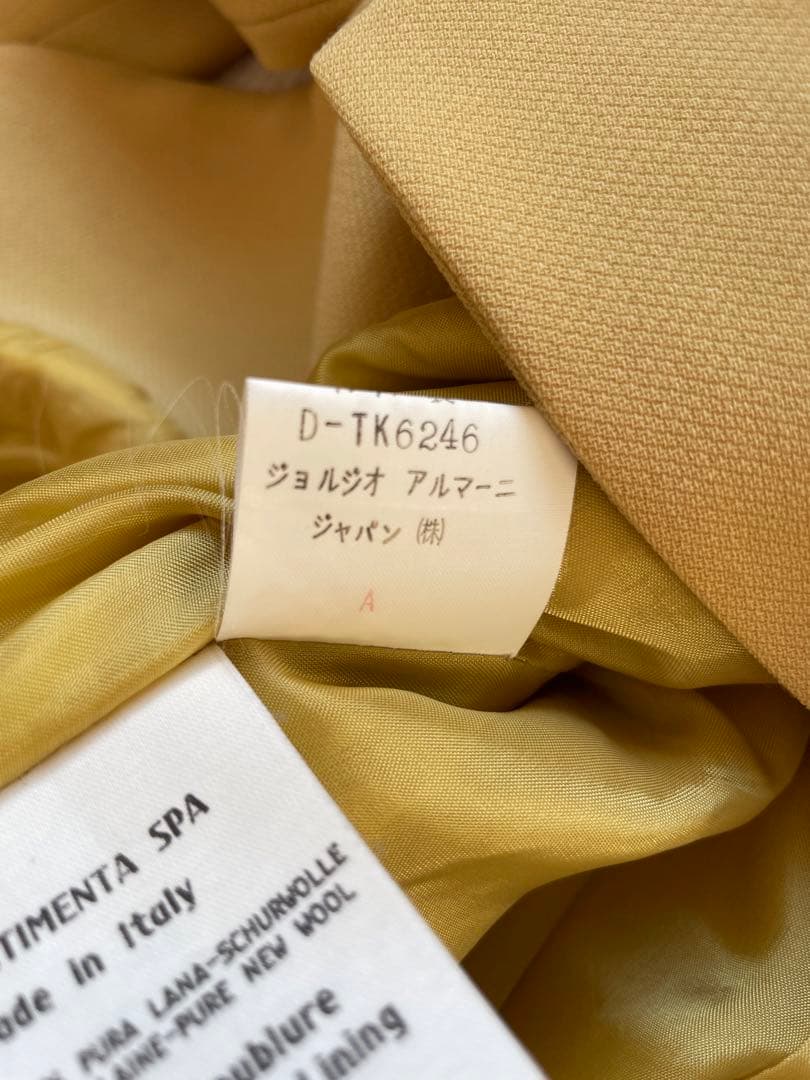 D-TK6246
ジョルジオ アルマーニ
ジャパン ㈱
A
TIMENTA SPA
ade in Italy
PURA LANA-SCHURWOLLE
LAINE-PURE NEW WOOL
oublure
Lining